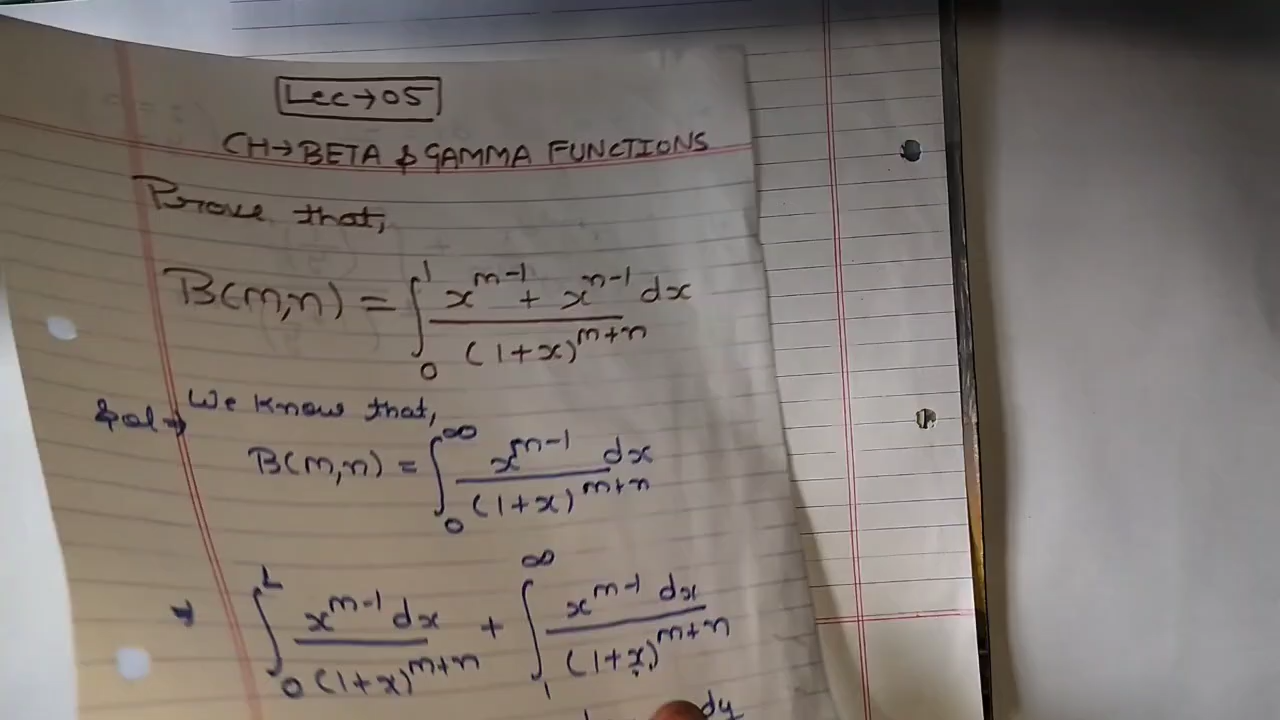 Lec→05
CH→BETA & GAMMA FUNCTIONS
Prove that,
B(m,n) = ∫₀¹ (x^{m-1} + x^{n-1} dx)/((1+x)^{m+n})
Sol⇒ We know that,
B(m,n) = ∫₀^∞ (x^{m-1} dx)/((1+x)^{m+n})
⇒ ∫₀¹ (x^{m-1} dx)/((1+x)^{m+n}) + ∫₁^∞ (x^{m-1} dx)/((1+x)^{m+n})
dy